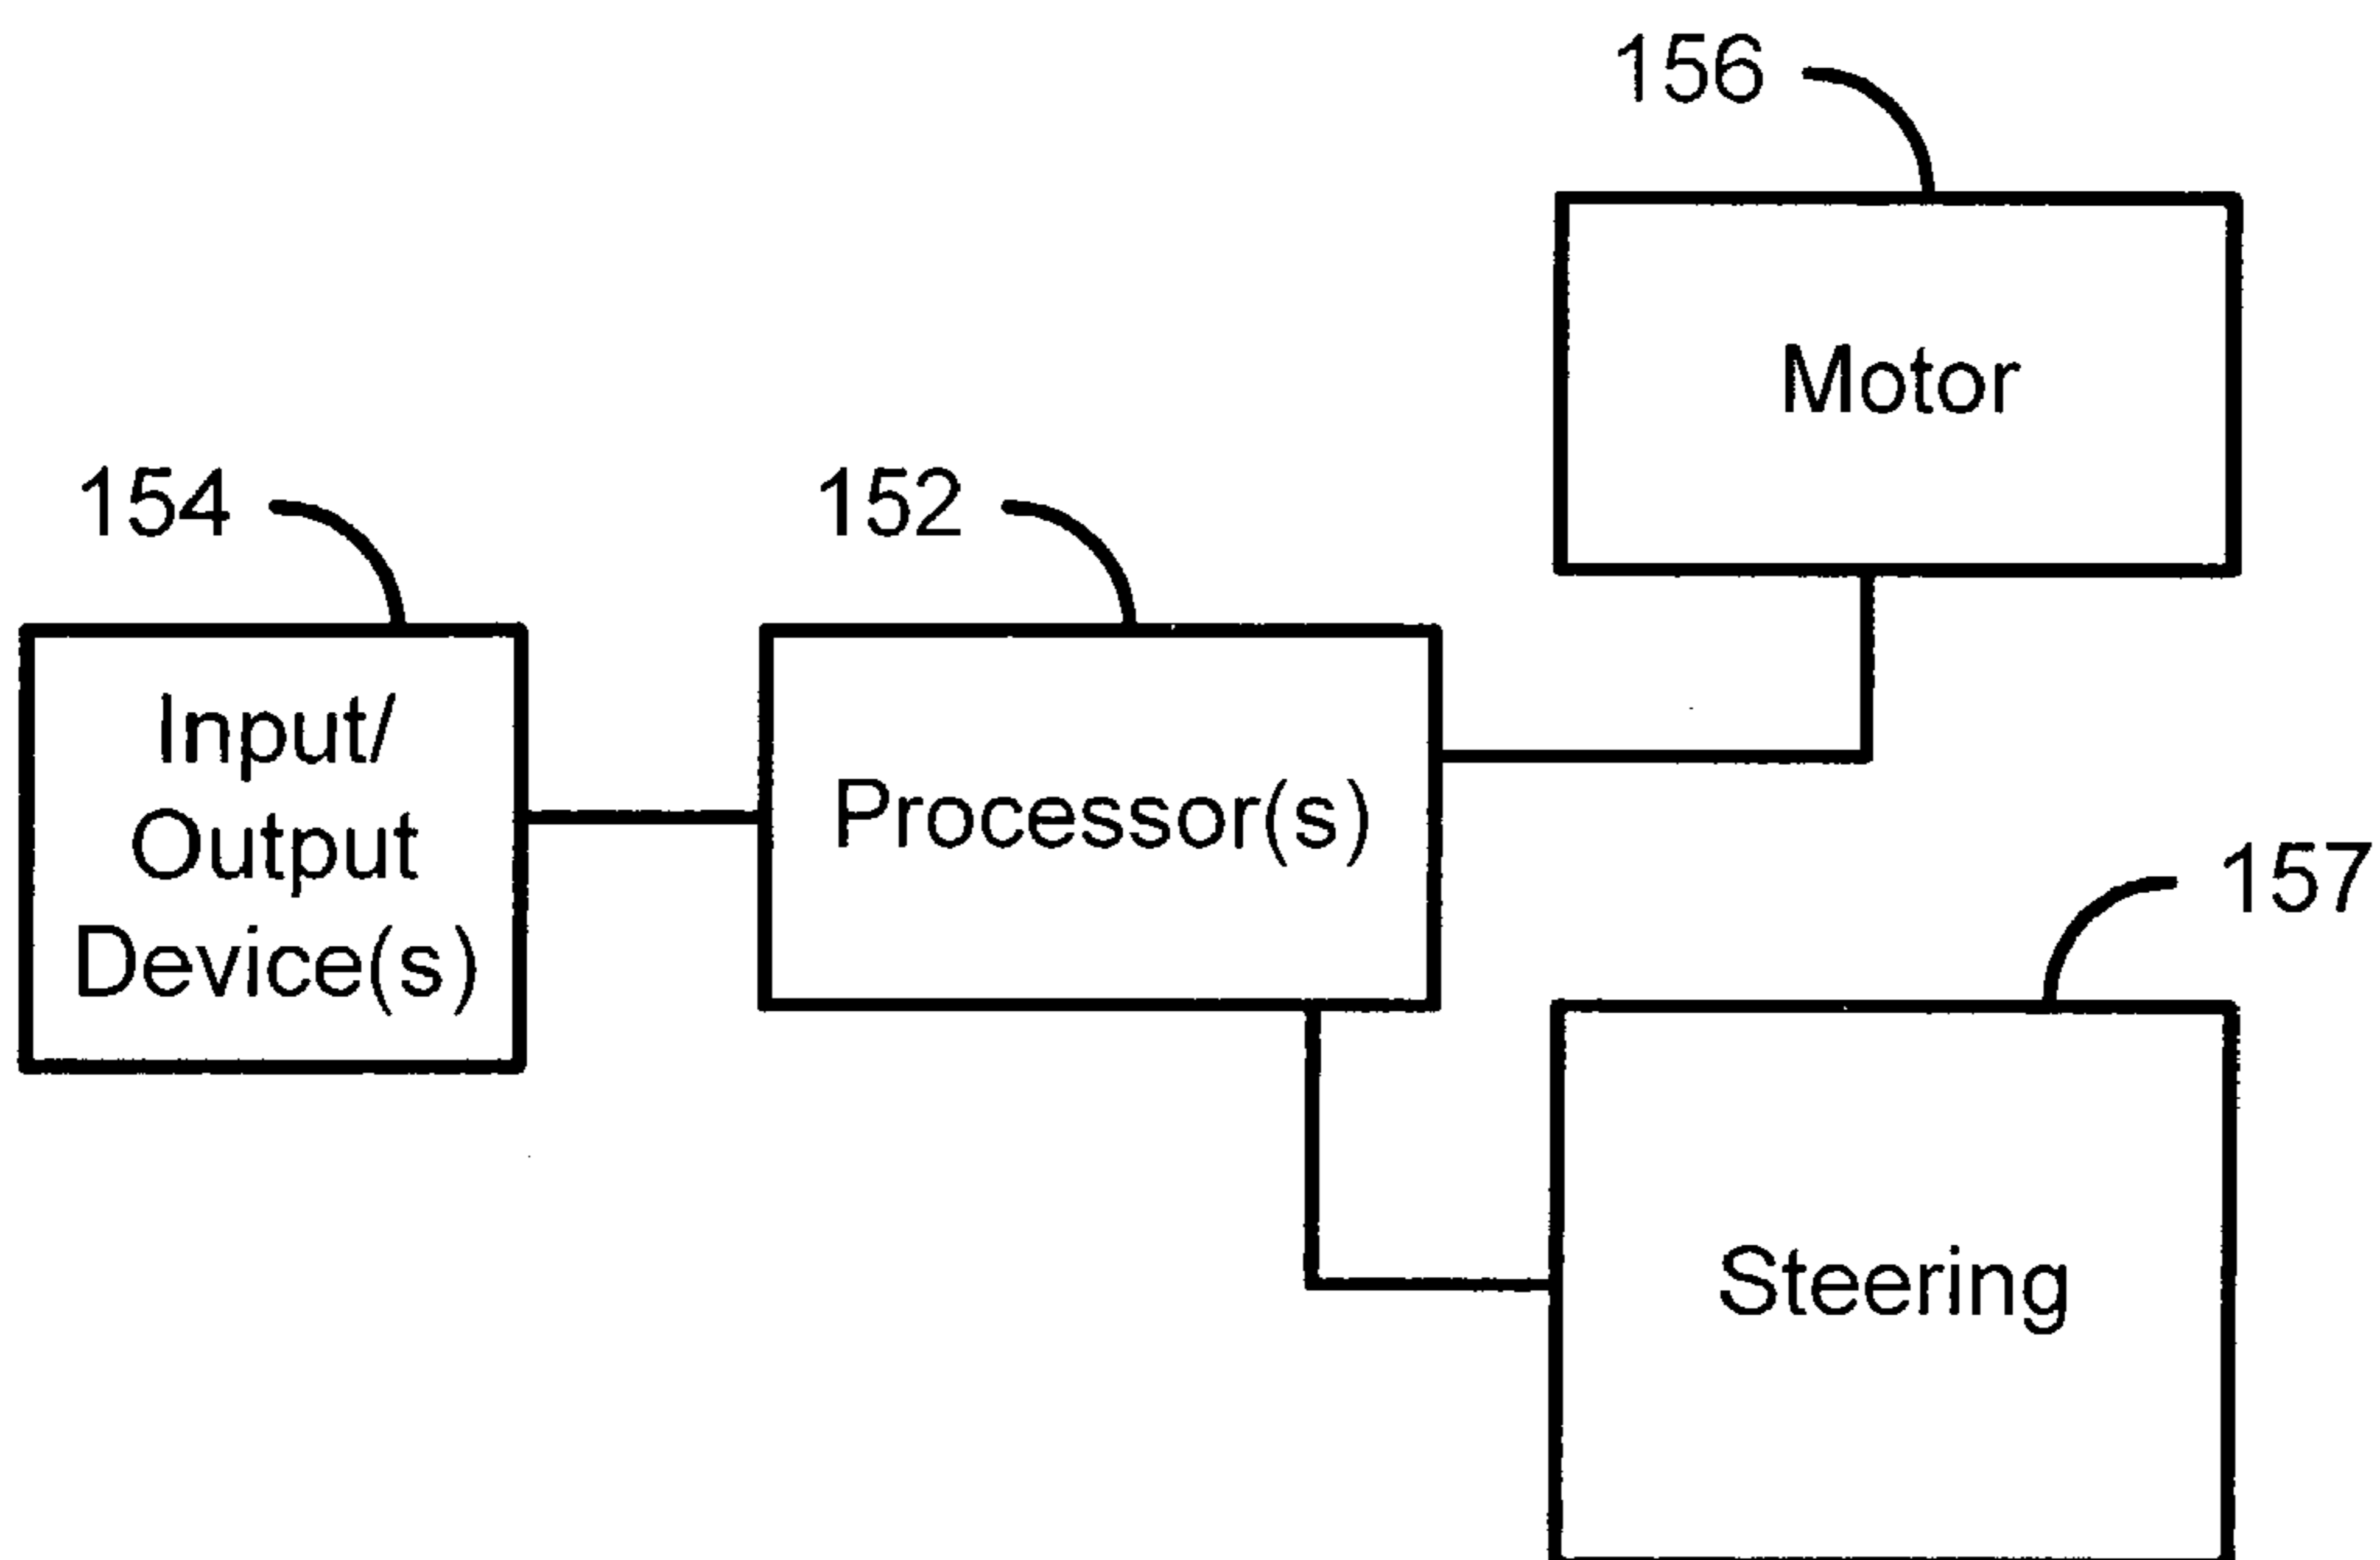 156
Motor
154
152
Input/
Output
Device(s)
Processor(s)
157
Steering